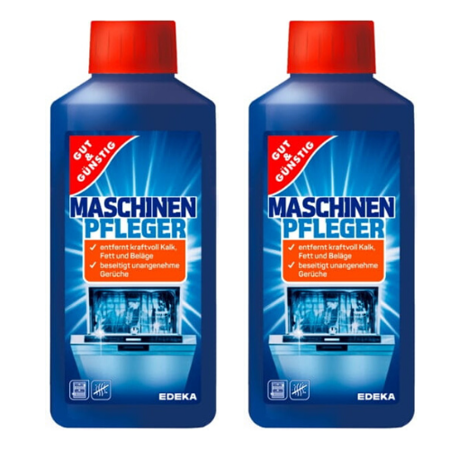 GUT
&
GÜNSTIG
MASCHINEN
PFLEGER
✓ entfernt kraftvoll Kalk,
Fett und Beläge
✓ beseitigt unangenehme
Gerüche
EDEKA
GUT
&
GÜNSTIG
MASCHINEN
PFLEGER
✓ entfernt kraftvoll Kalk,
Fett und Beläge
✓ beseitigt unangenehme
Gerüche
EDEKA